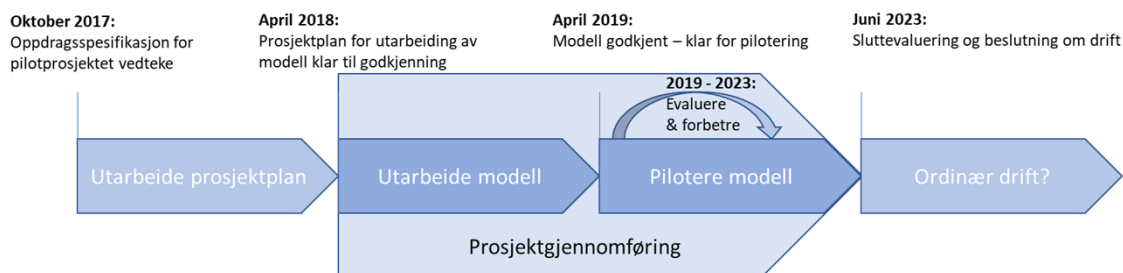 Oktober 2017:
Oppdragsspesifikasjon for
pilotprosjektet vedteke
April 2018:
Prosjektplan for utarbeiding av
modell klar til godkjenning
April 2019:
Modell godkjent – klar for pilotering
Juni 2023:
Sluttevaluering og beslutning om drift
2019 - 2023:
Evaluere
& forbetre
Utarbeide prosjektplan
Utarbeide modell
Pilotere modell
Ordinær drift?
Prosjektgjennomføring